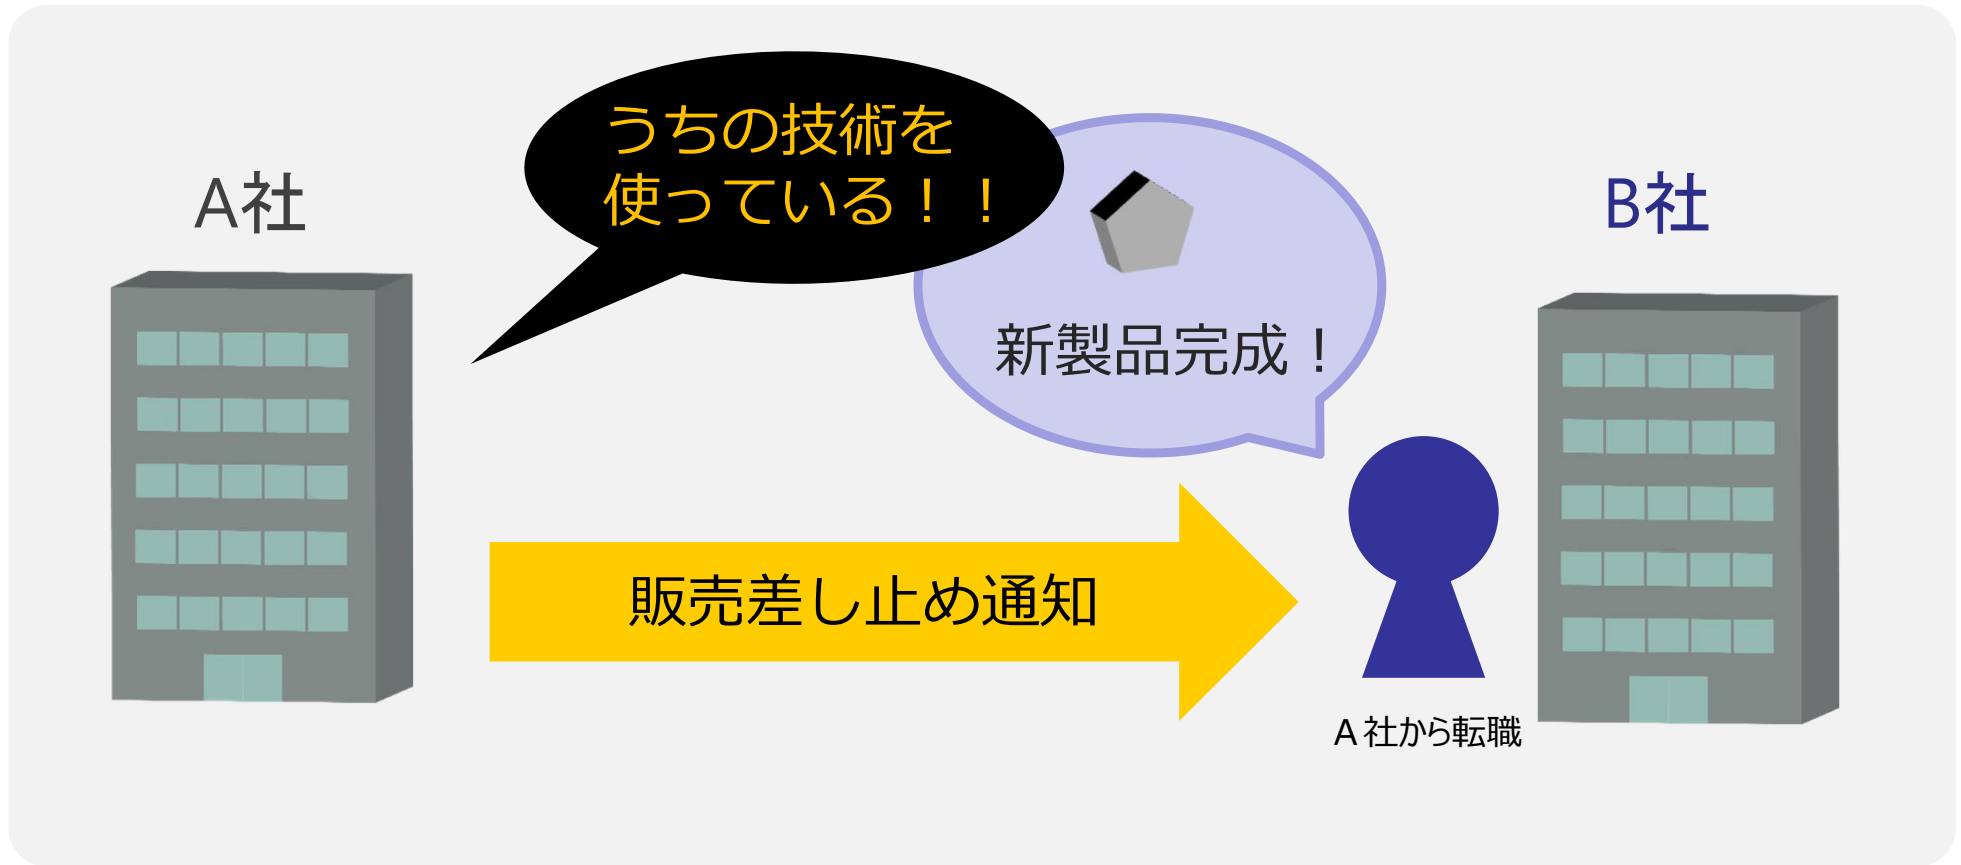 A社
うちの技術を
使っている！！
B社
新製品完成！
販売差し止め通知
A社から転職